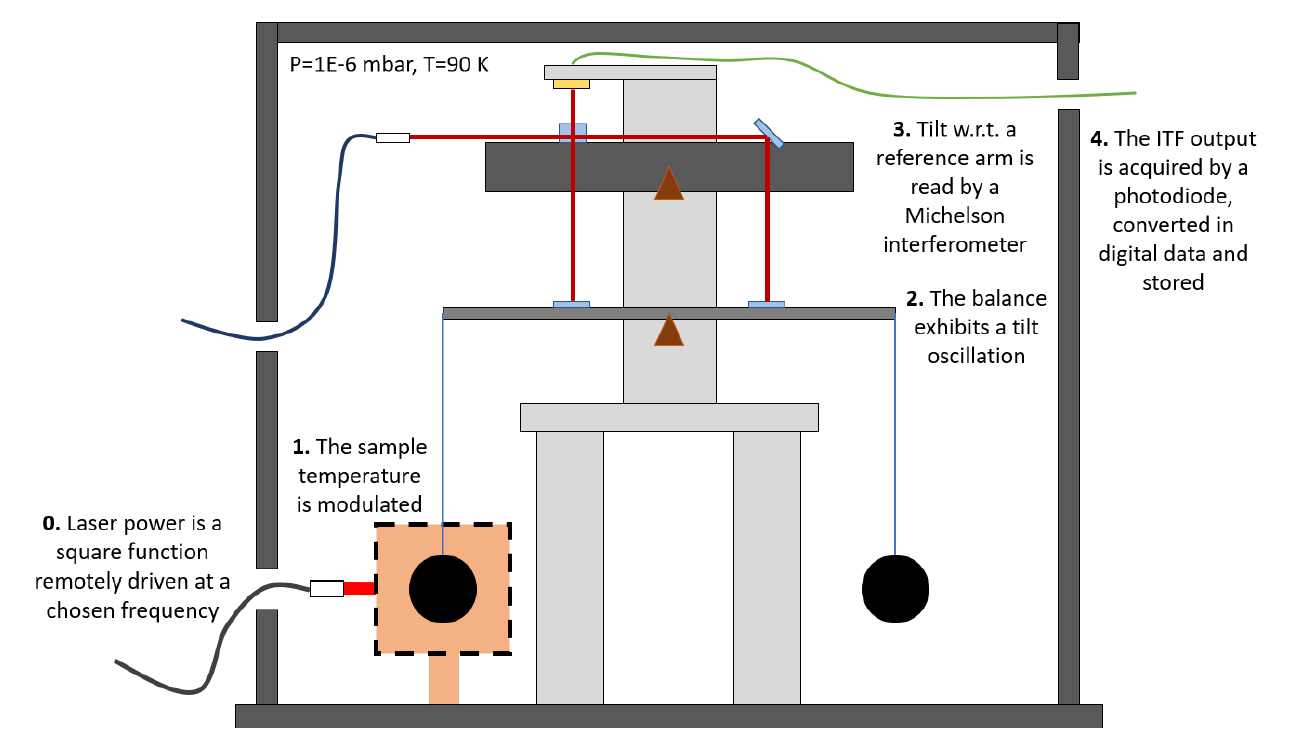 P=1E-6 mbar, T=90 K
3. Tilt w.r.t. a
reference arm is
read by a
Michelson
interferometer
4. The ITF output
is acquired by a
photodiode,
converted in
digital data and
stored
2. The balance
exhibits a tilt
oscillation
1. The sample
temperature
is modulated
0. Laser power is a
square function
remotely driven at a
chosen frequency